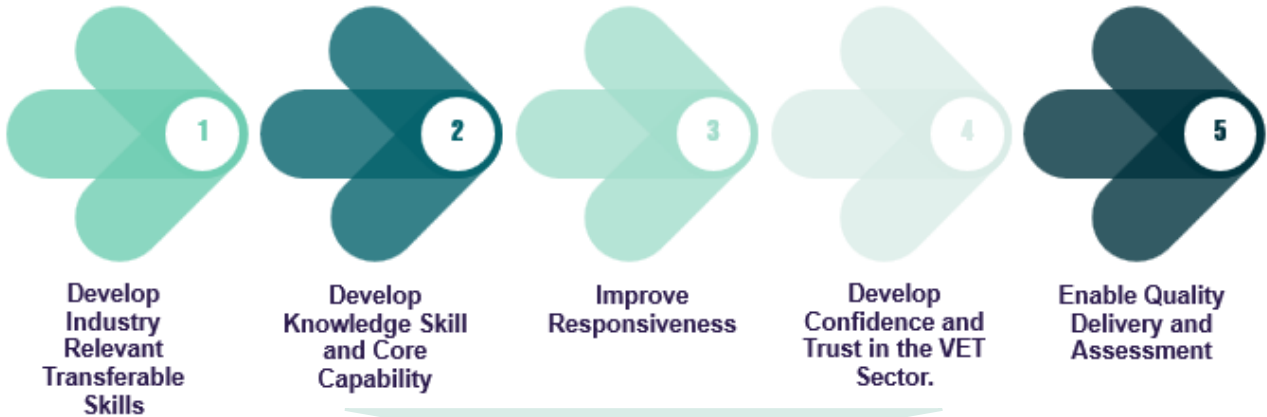 1
2
3
4
5
Develop
Industry
Relevant
Transferable
Skills
Develop
Knowledge Skill
and Core
Capability
Improve
Responsiveness
Develop
Confidence and
Trust in the VET
Sector.
Enable Quality
Delivery and
Assessment